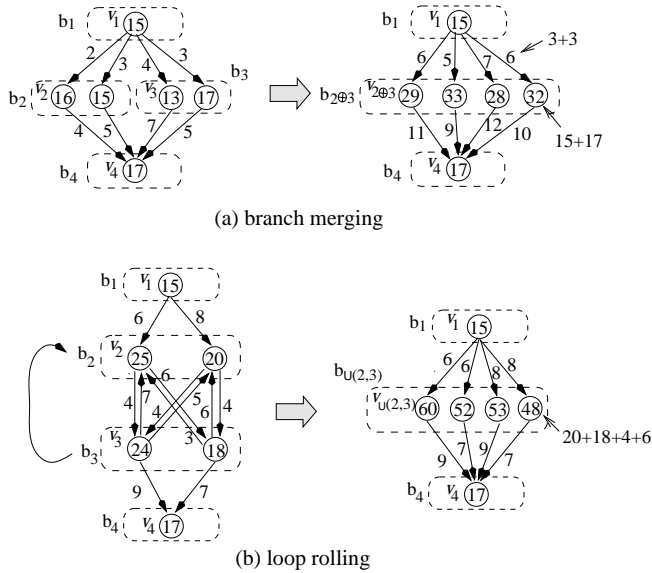 b1 V1 15 b1 V1 15 3+3
2 3 4 3 6 5 7 6
b2 V2 16 15 V3 13 17 b3 b2⊕3 V2⊕3 29 33 28 32
4 5 7 5 11 9 12 10 15+17
b4 V4 17 b4 V4 17
(a) branch merging
b1 V1 15
6 8 b1 V1 15
b2 V2 25 20 b∪(2,3) 6 6 8 8
4 7 6 4 5 3 6 4 V∪(2,3) 60 52 53 48
b3 V3 24 18 9 7 9 7 20+18+4+6
9 7 b4 V4 17
b4 V4 17
(b) loop rolling